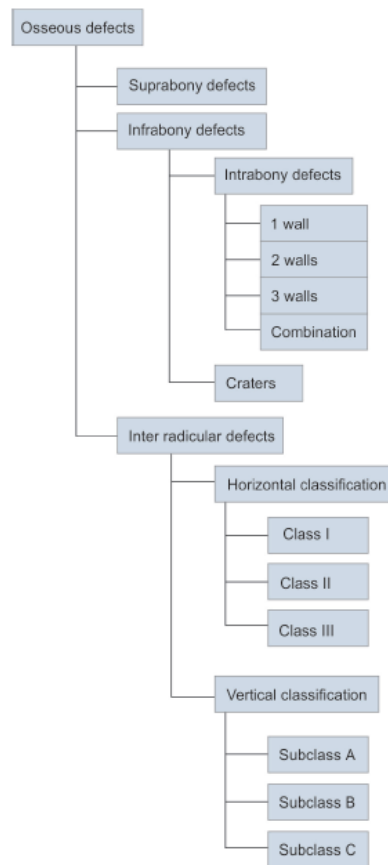 Osseous defects
Suprabony defects
Infrabony defects
Intrabony defects
1 wall
2 walls
3 walls
Combination
Craters
Inter radicular defects
Horizontal classification
Class I
Class II
Class III
Vertical classification
Subclass A
Subclass B
Subclass C